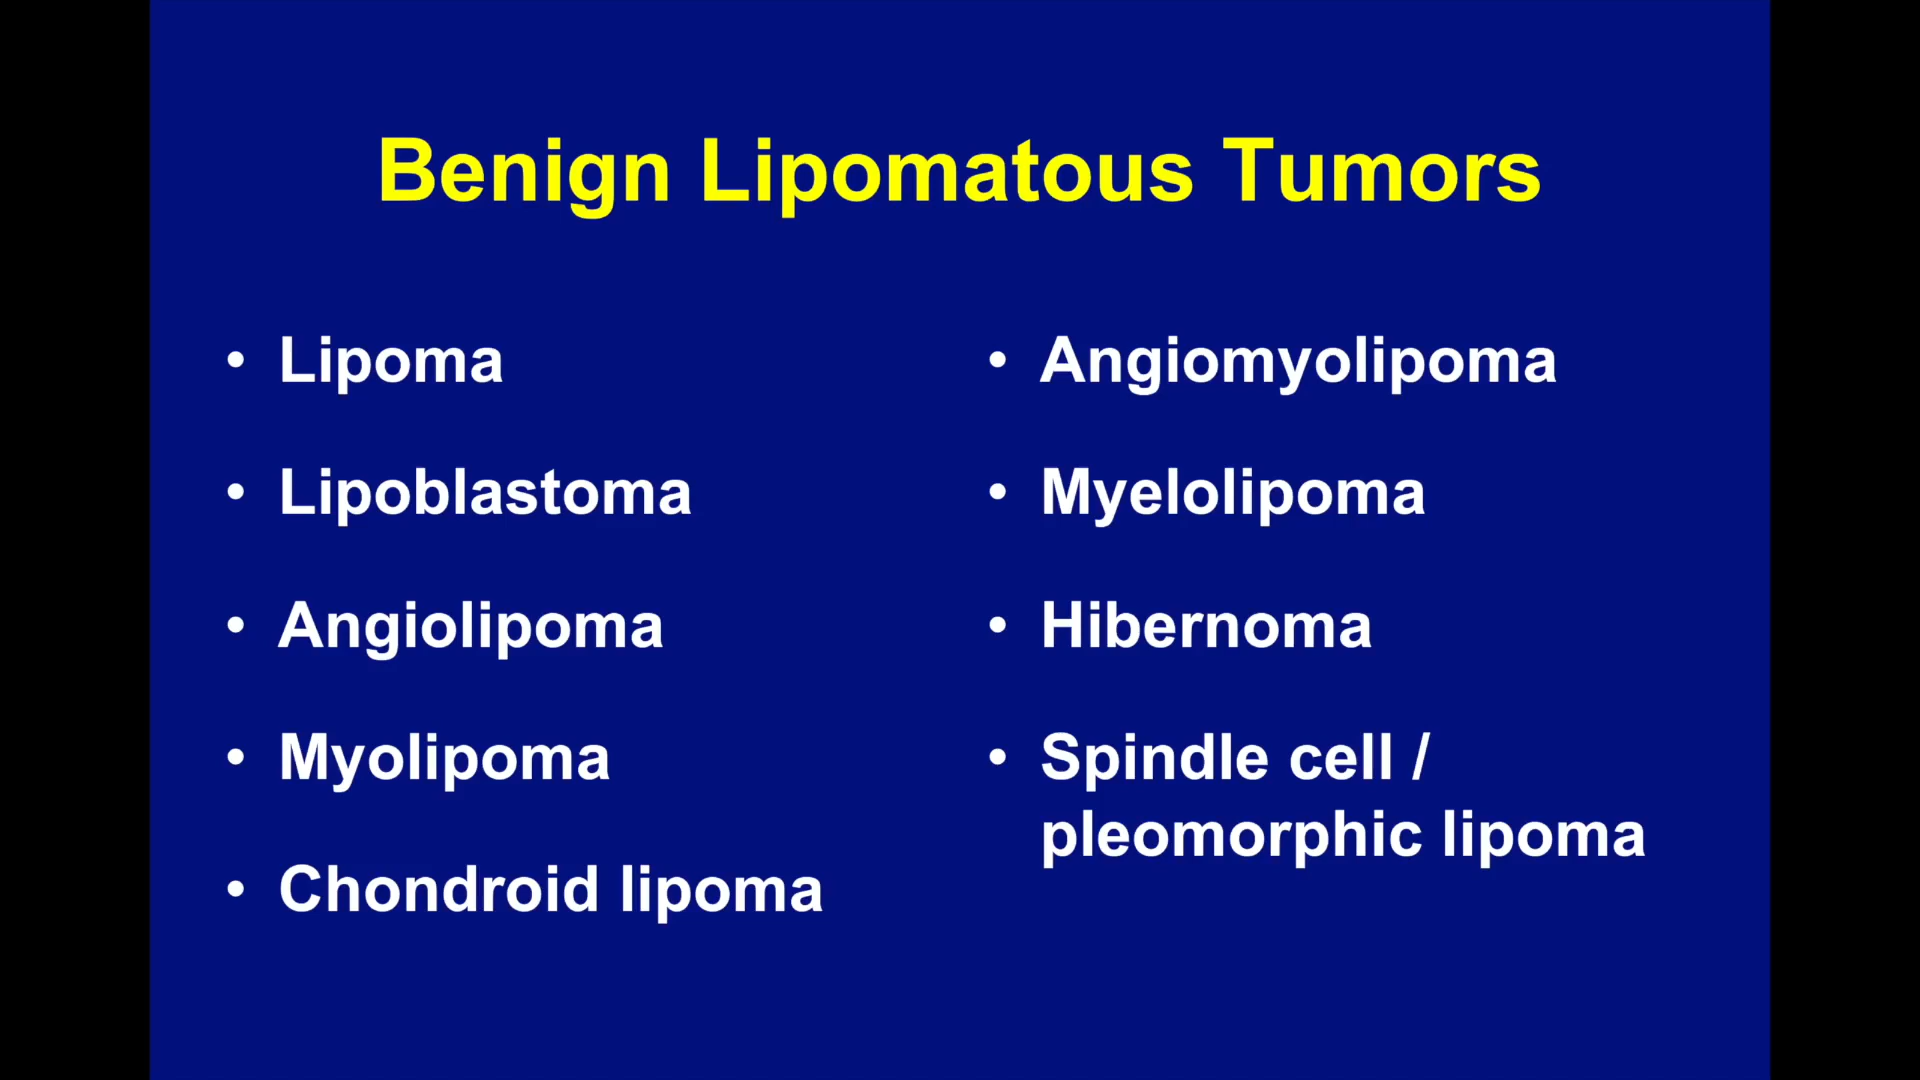 Benign Lipomatous Tumors
• Lipoma
• Lipoblastoma
• Angiolipoma
• Myolipoma
• Chondroid lipoma
• Angiomyolipoma
• Myelolipoma
• Hibernoma
• Spindle cell /
pleomorphic lipoma